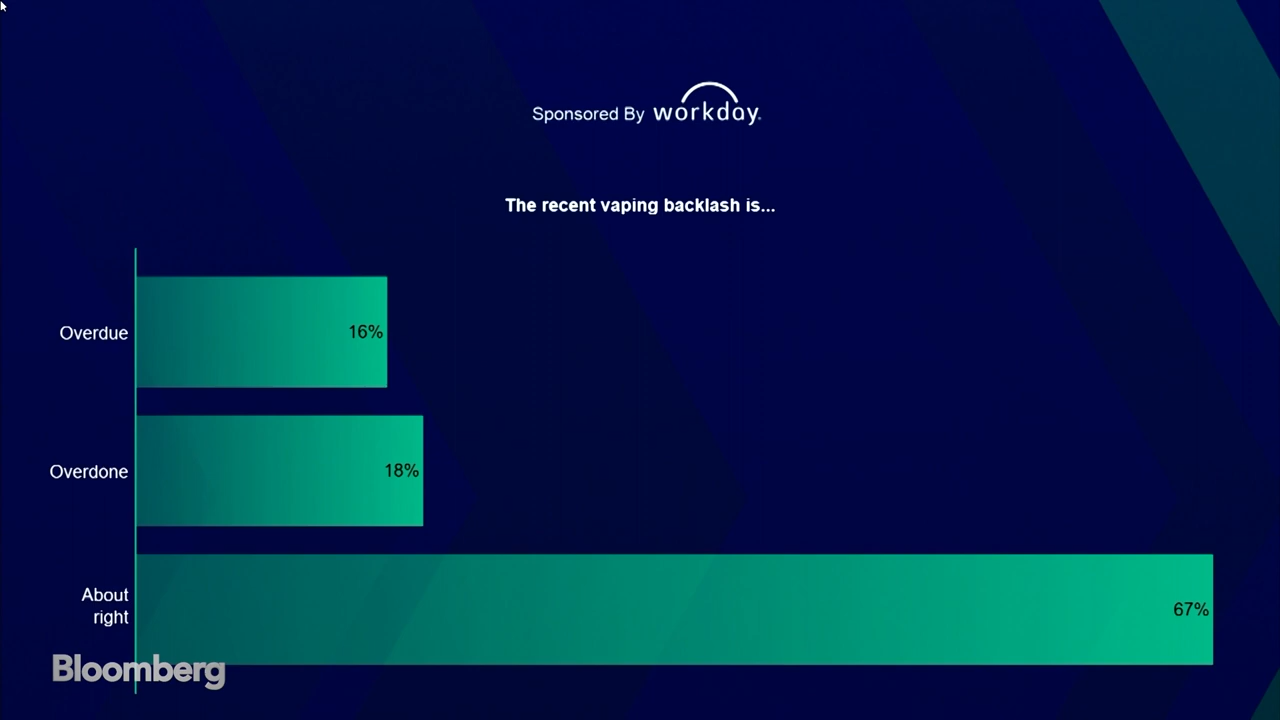 Sponsored By workday.
The recent vaping backlash is...
Overdue
16%
Overdone
18%
About
right
67%
Bloomberg